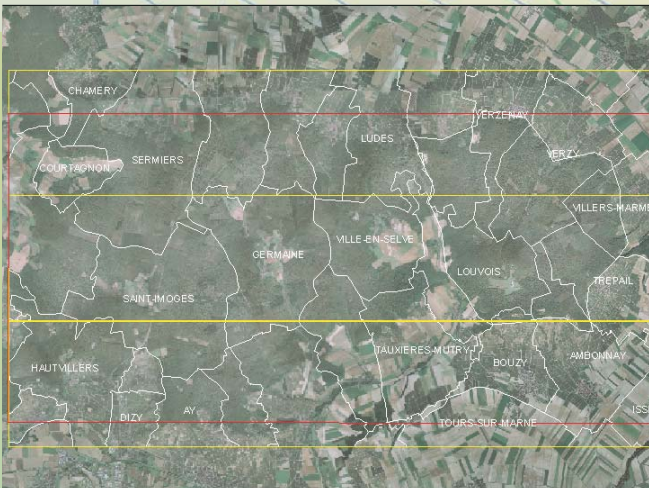 CHAMERY
VERZENAY
LUDES
VERZY
SERMIERS
COURTAGNON
VILLERS-MARM
VILLE-EN-SELVE
GERMAINE
LOUVOIS
TREPAIL
SAINT-IMOGES
TAUXIERES-MUTRY
AMBONNAY
BOUZY
HAUTVILLERS
AY
ISS
DIZY
TOURS-SUR-MARNE